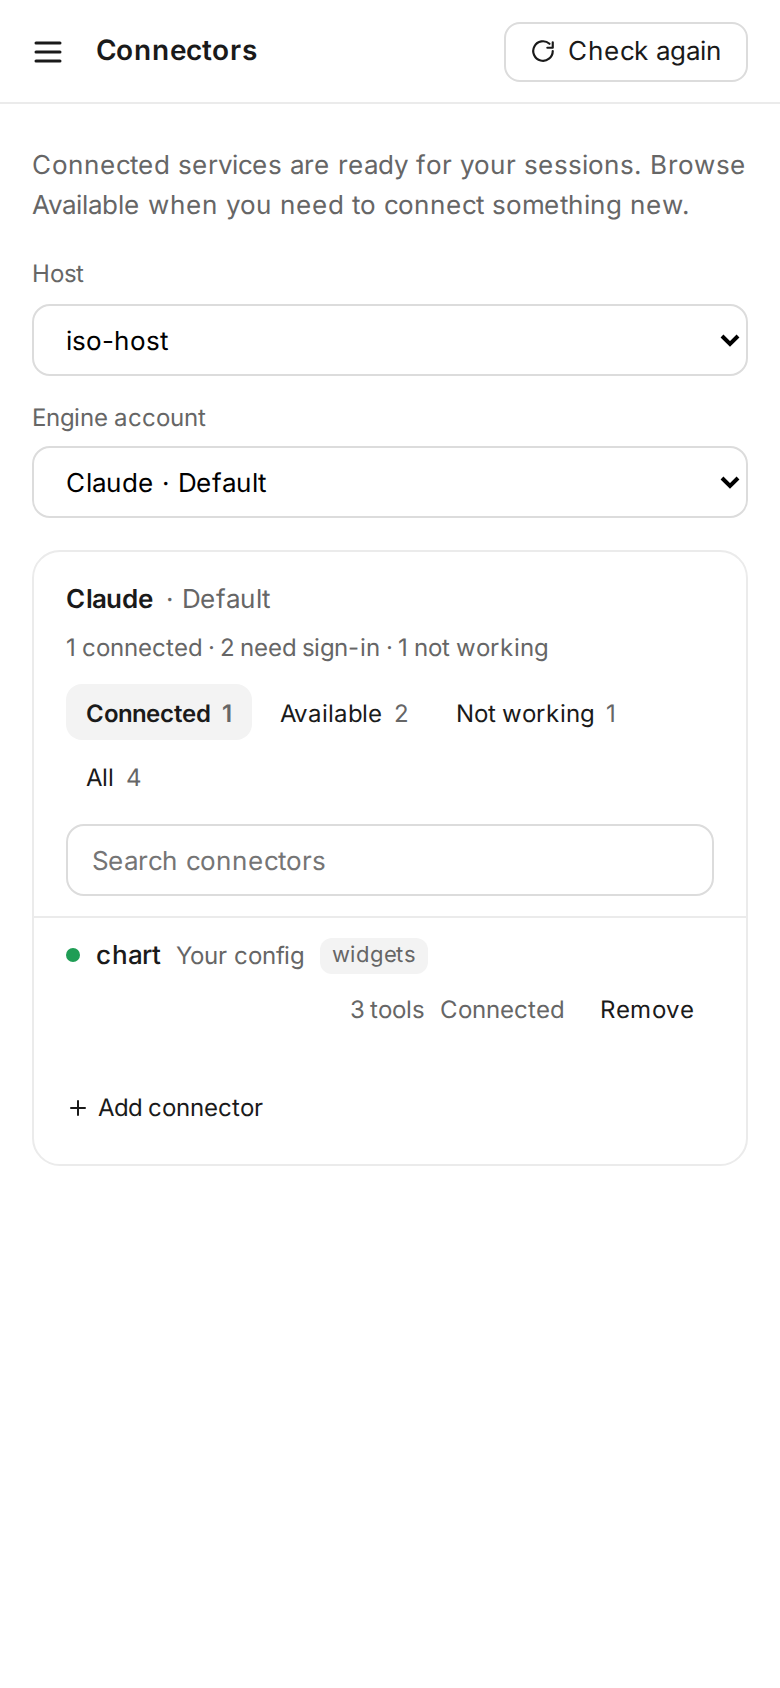 Connectors
Check again
Connected services are ready for your sessions. Browse
Available when you need to connect something new.
Host
iso-host
Engine account
Claude · Default
Claude · Default
1 connected · 2 need sign-in · 1 not working
Connected 1 Available 2 Not working 1
All 4
Search connectors
chart Your config widgets
3 tools Connected Remove
+ Add connector